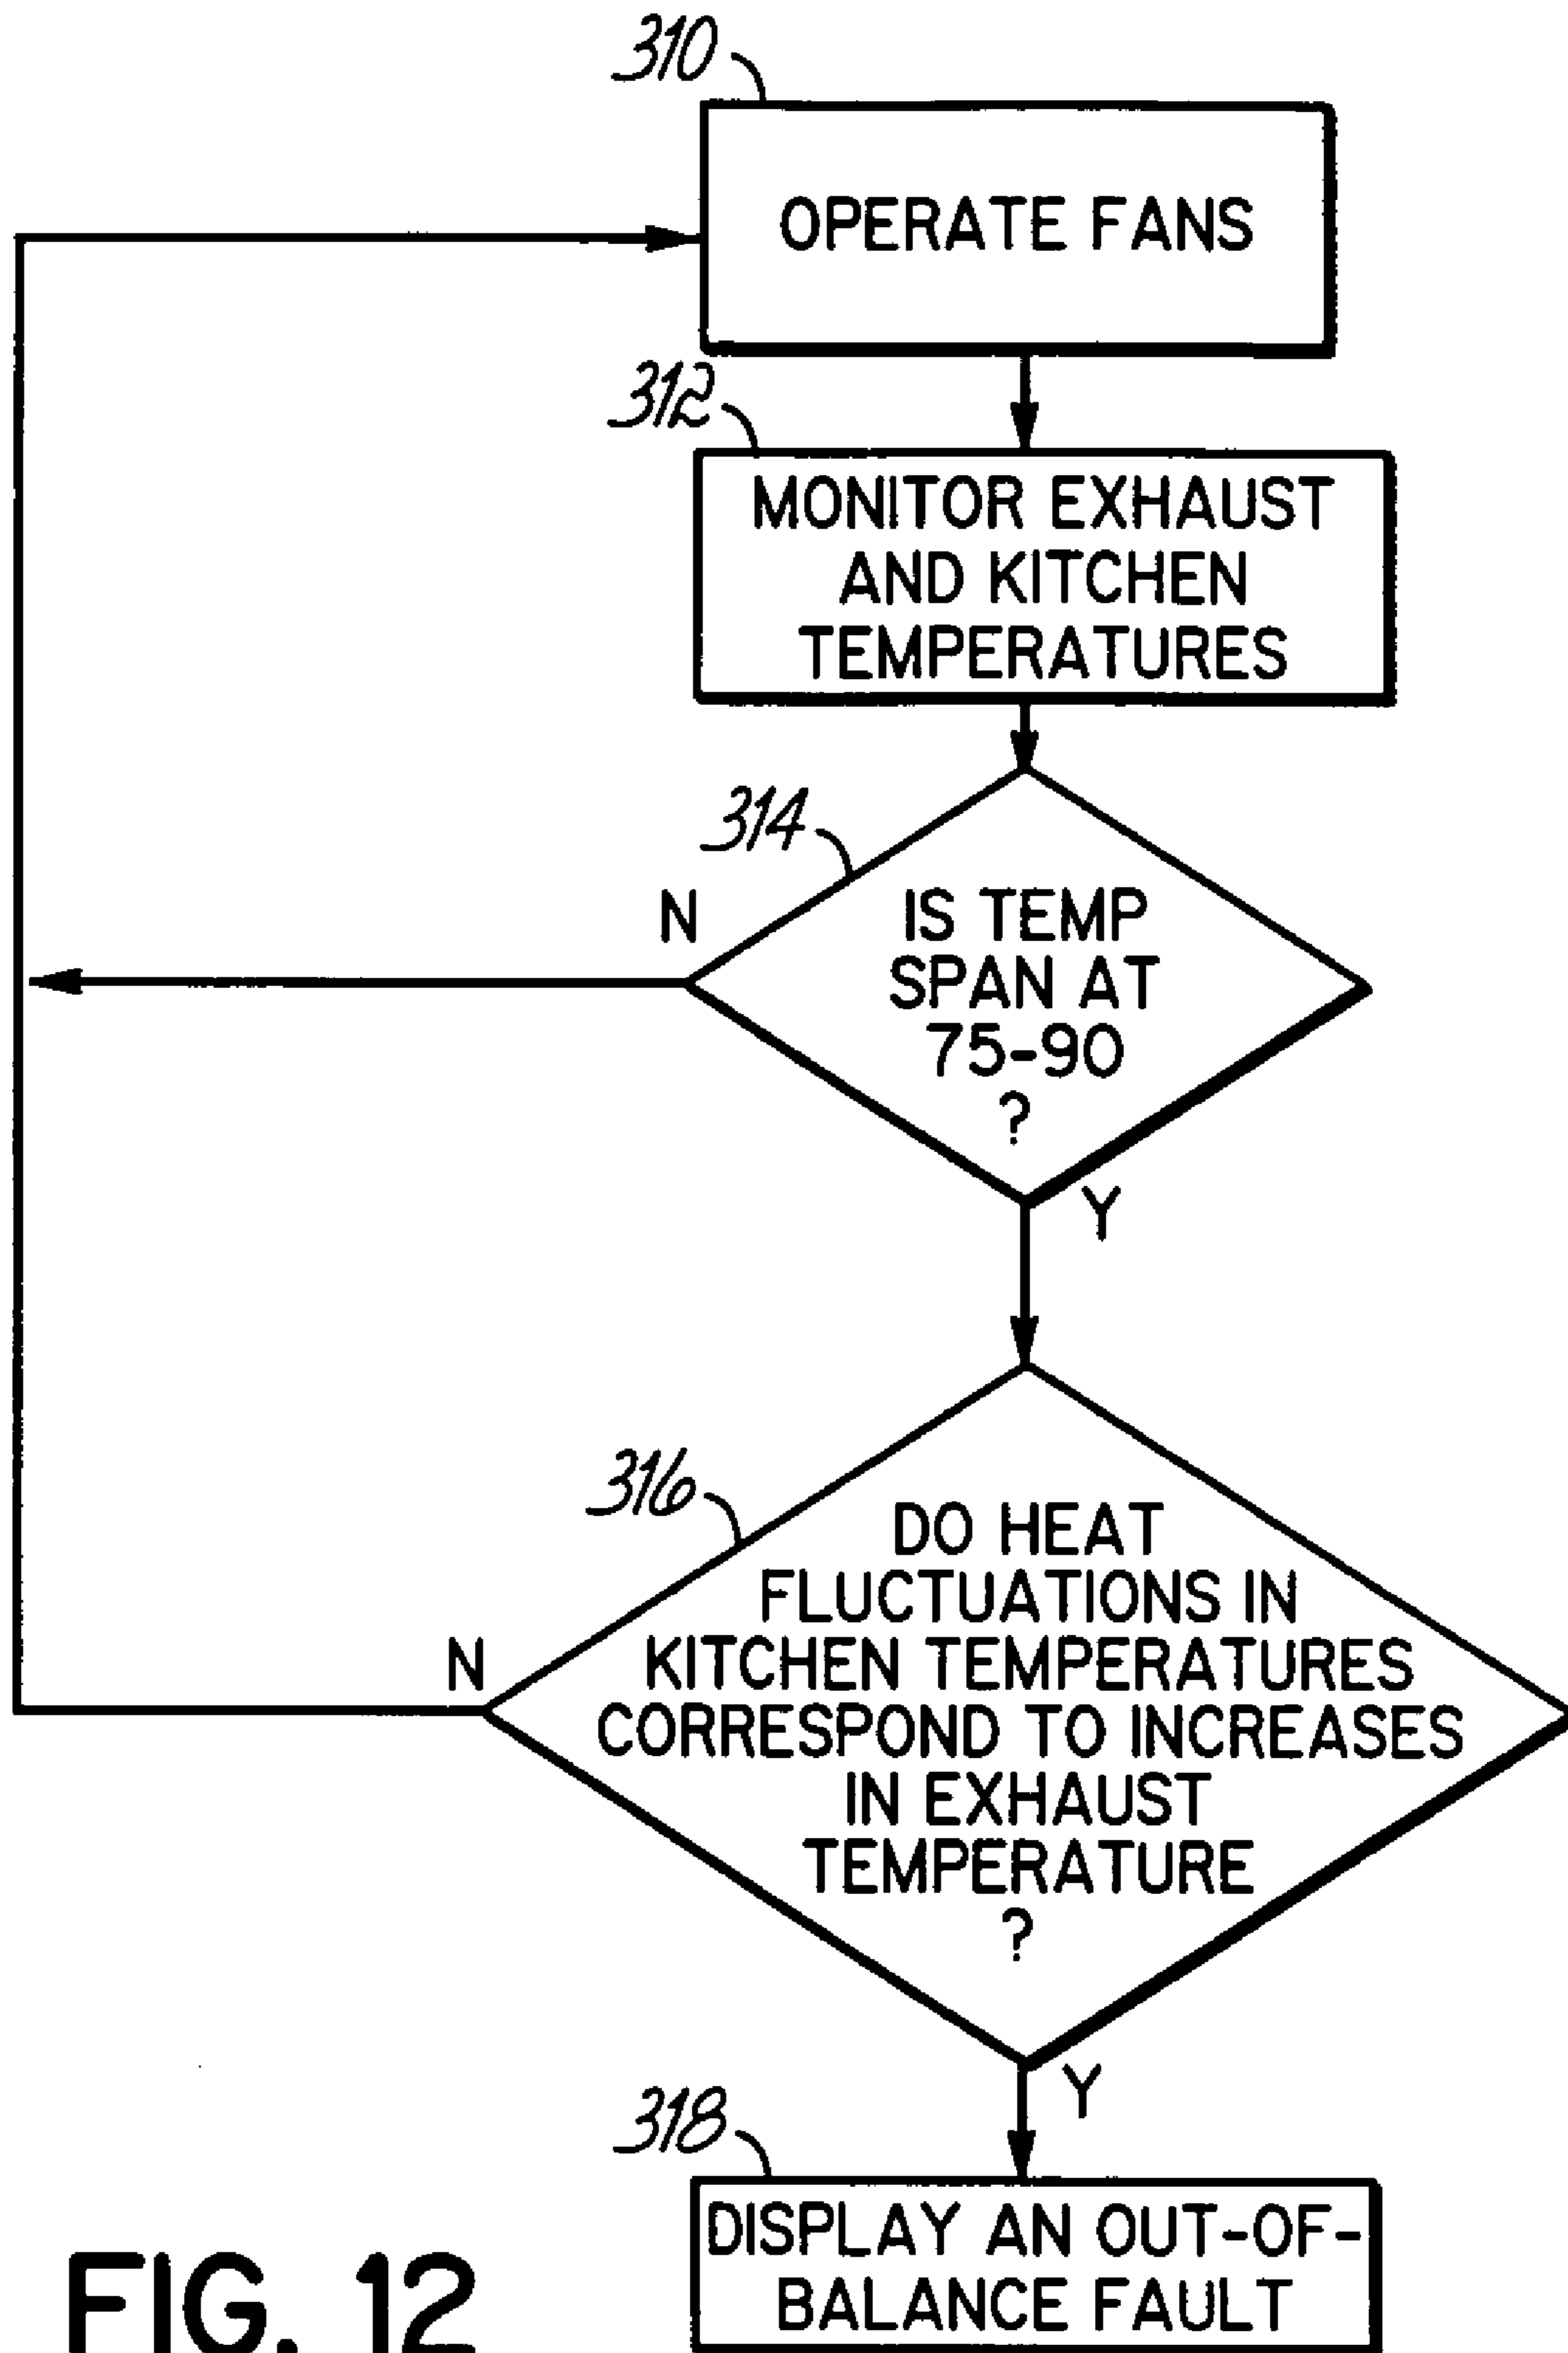 310
OPERATE FANS
312
MONITOR EXHAUST
AND KITCHEN
TEMPERATURES
314
N
IS TEMP
SPAN AT
75-90
?
Y
316
N
DO HEAT
FLUCTUATIONS IN
KITCHEN TEMPERATURES
CORRESPOND TO INCREASES
IN EXHAUST
TEMPERATURE
?
Y
318
DISPLAY AN OUT-OF-
BALANCE FAULT
FIG. 12